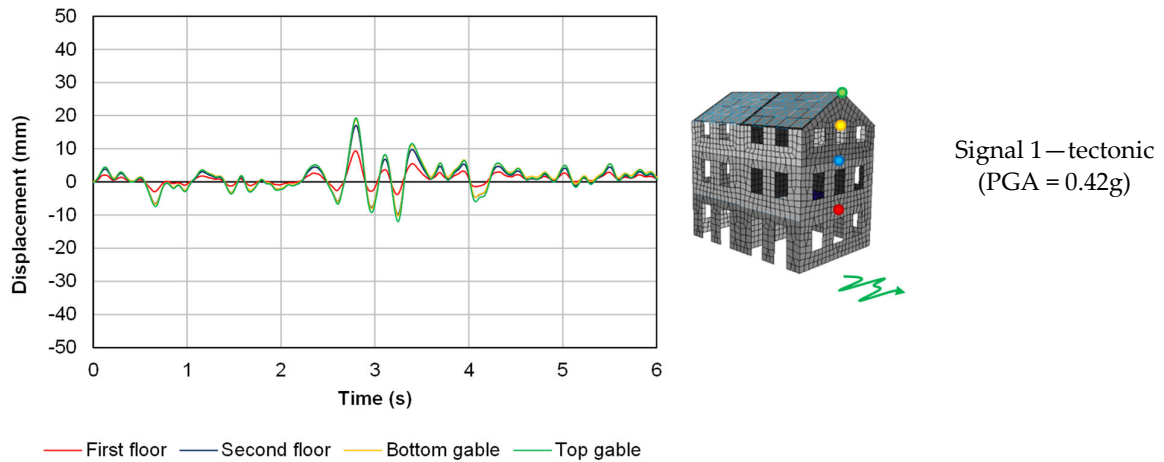 50
40
30
20
10
0
-10
-20
-30
-40
-50
Displacement (mm)
0 1 2 3 4 5 6
Time (s)
First floor Second floor Bottom gable Top gable
Signal 1—tectonic
(PGA = 0.42g)